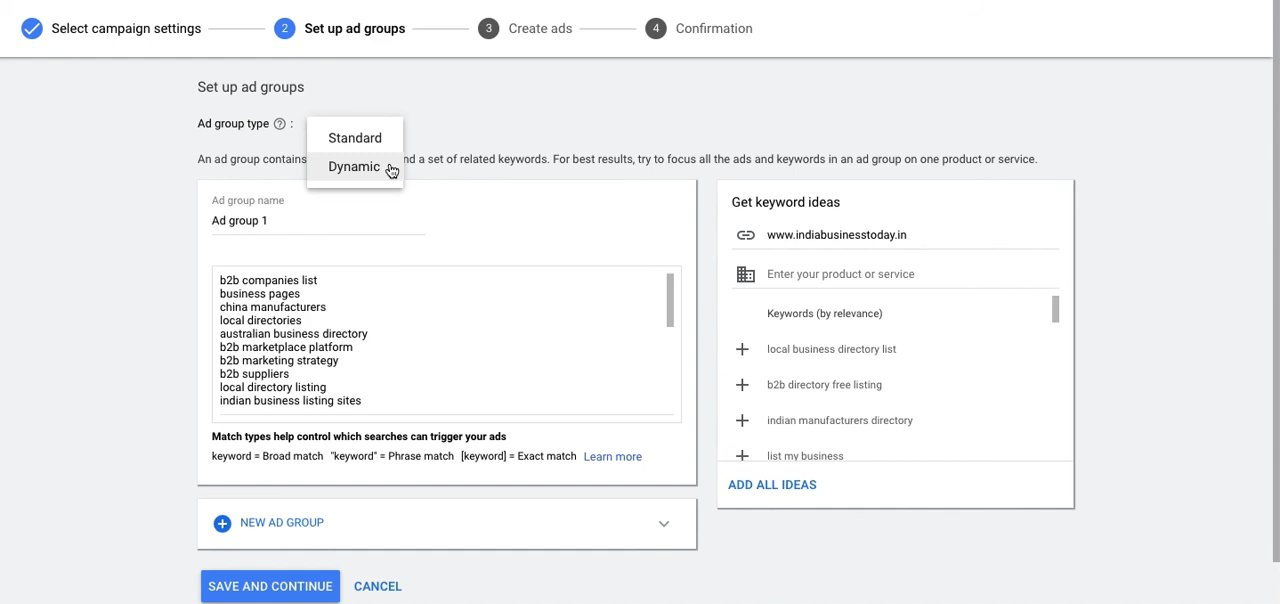 Select campaign settings
2 Set up ad groups
3 Create ads
4 Confirmation
Set up ad groups
Ad group type ? :
Standard
Dynamic
An ad group contains nd a set of related keywords. For best results, try to focus all the ads and keywords in an ad group on one product or service.
Ad group name
Ad group 1
b2b companies list
business pages
china manufacturers
local directories
australian business directory
b2b marketplace platform
b2b marketing strategy
b2b suppliers
local directory listing
indian business listing sites
Match types help control which searches can trigger your ads
keyword = Broad match "keyword" = Phrase match [keyword] = Exact match Learn more
NEW AD GROUP
SAVE AND CONTINUE
CANCEL
Get keyword ideas
www.indiabusinesstoday.in
Enter your product or service
Keywords (by relevance)
local business directory list
b2b directory free listing
indian manufacturers directory
list my business
ADD ALL IDEAS